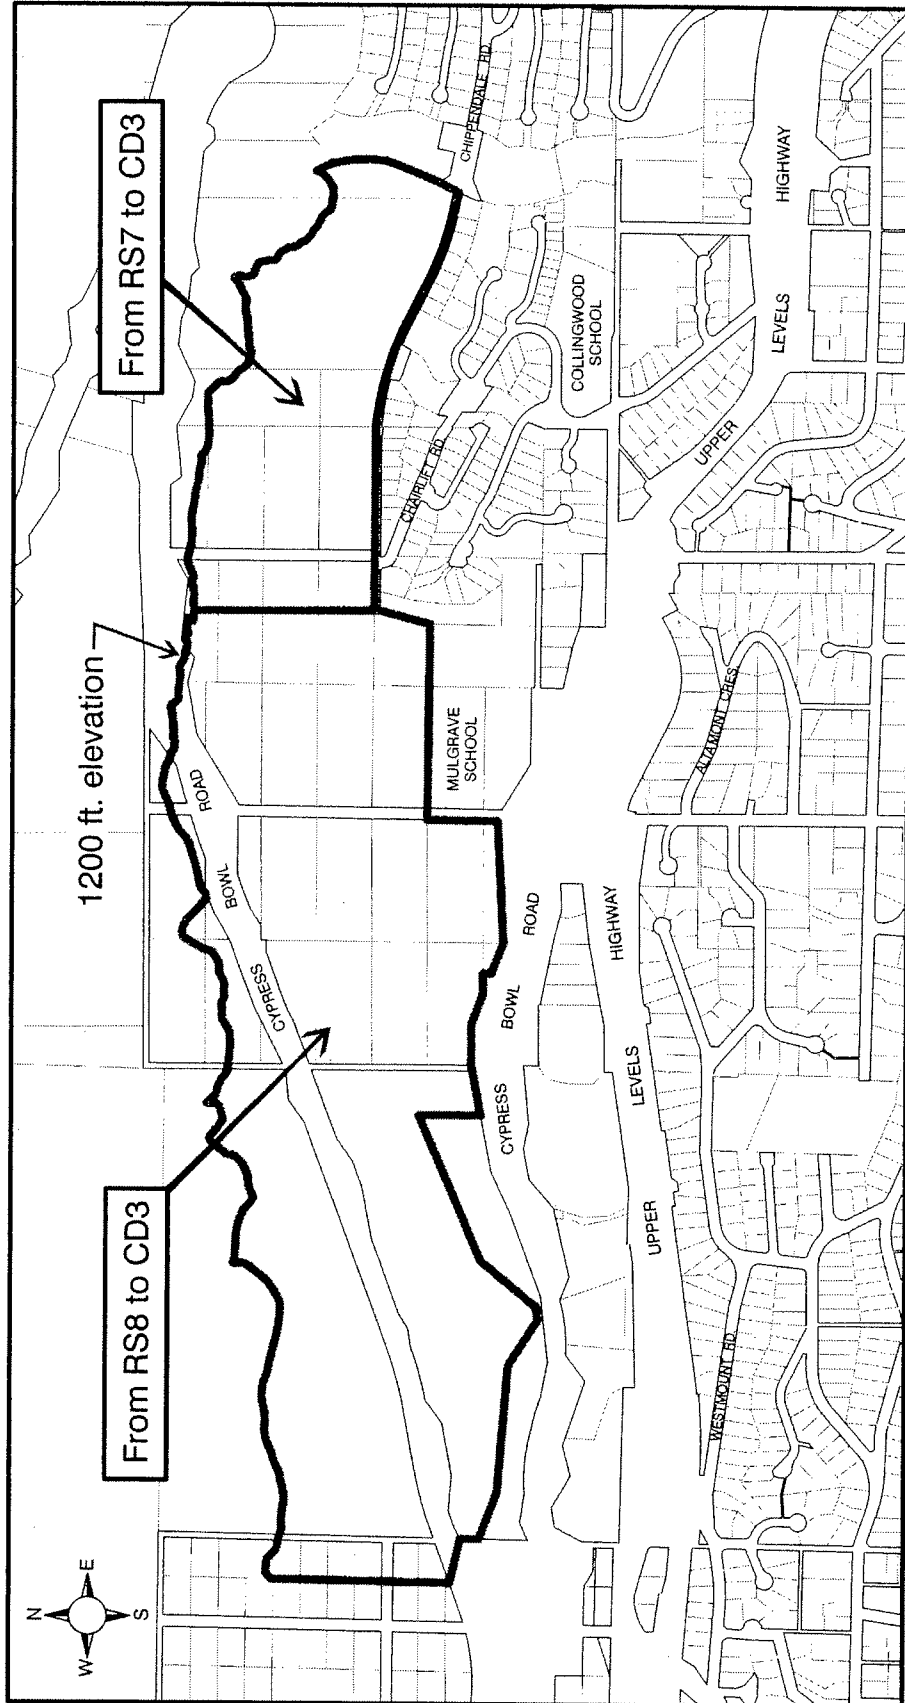 N
W
E
S
From RS8 to CD3
1200 ft. elevation
From RS7 to CD3
CYPRESS
BOWL
ROAD
MULGRAVE
SCHOOL
CHAIRLIFT RD.
CHIPPENDALE RD.
COLLINGWOOD
SCHOOL
CYPRESS
BOWL
ROAD
UPPER
LEVELS
HIGHWAY
UPPER
LEVELS
HIGHWAY
WESTMOUNT RD.
ALTAMONT CRES.